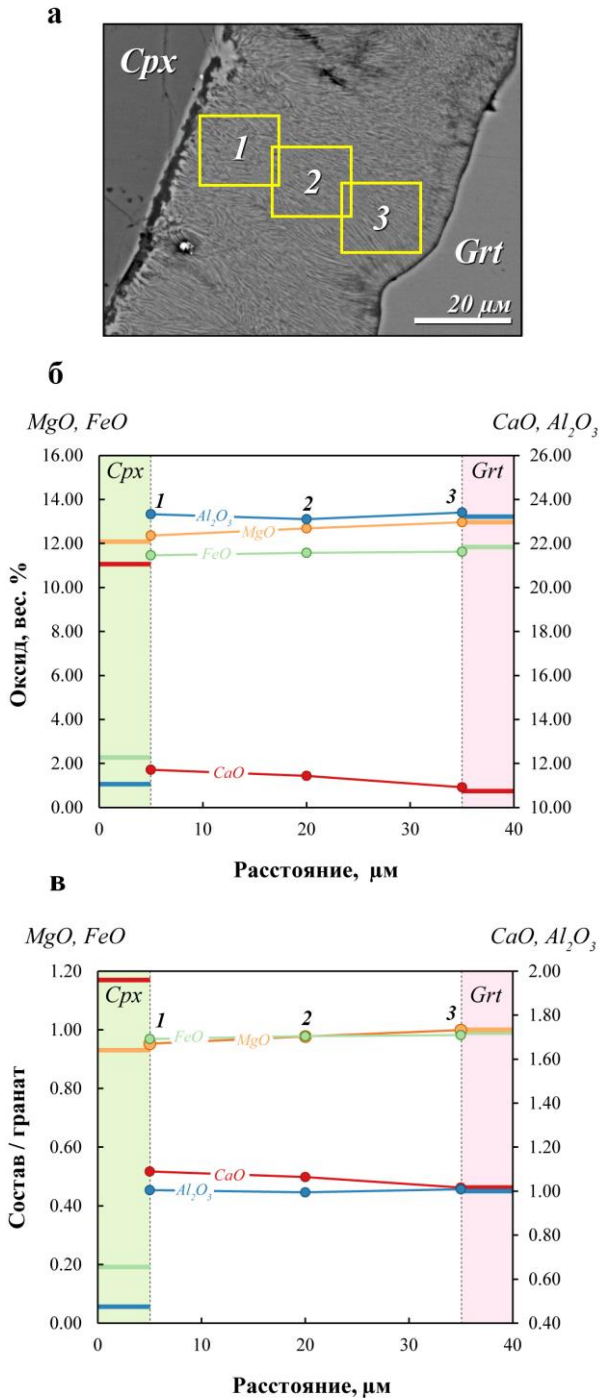 а
Cpx
1
2
3
Grt
20 μм
б
MgO, FeO CaO, Al₂O₃
16.00 Cpx Grt 26.00
14.00 1 Al₂O₃ 2 3 24.00
MgO
12.00 FeO 22.00
10.00 20.00
8.00 18.00
6.00 16.00
4.00 14.00
2.00 CaO 12.00
0.00 10.00
0 10 20 30 40
Оксид, вес. %
Расстояние, μм
в
MgO, FeO CaO, Al₂O₃
1.20 Cpx Grt 2.00
1 2 3
1.00 FeO MgO 1.80
0.80 1.60
1.40
0.60 CaO 1.20
0.40 Al₂O₃ 1.00
0.20 0.80
0.60
0.00 0.40
0 10 20 30 40
Состав / гранат
Расстояние, μм